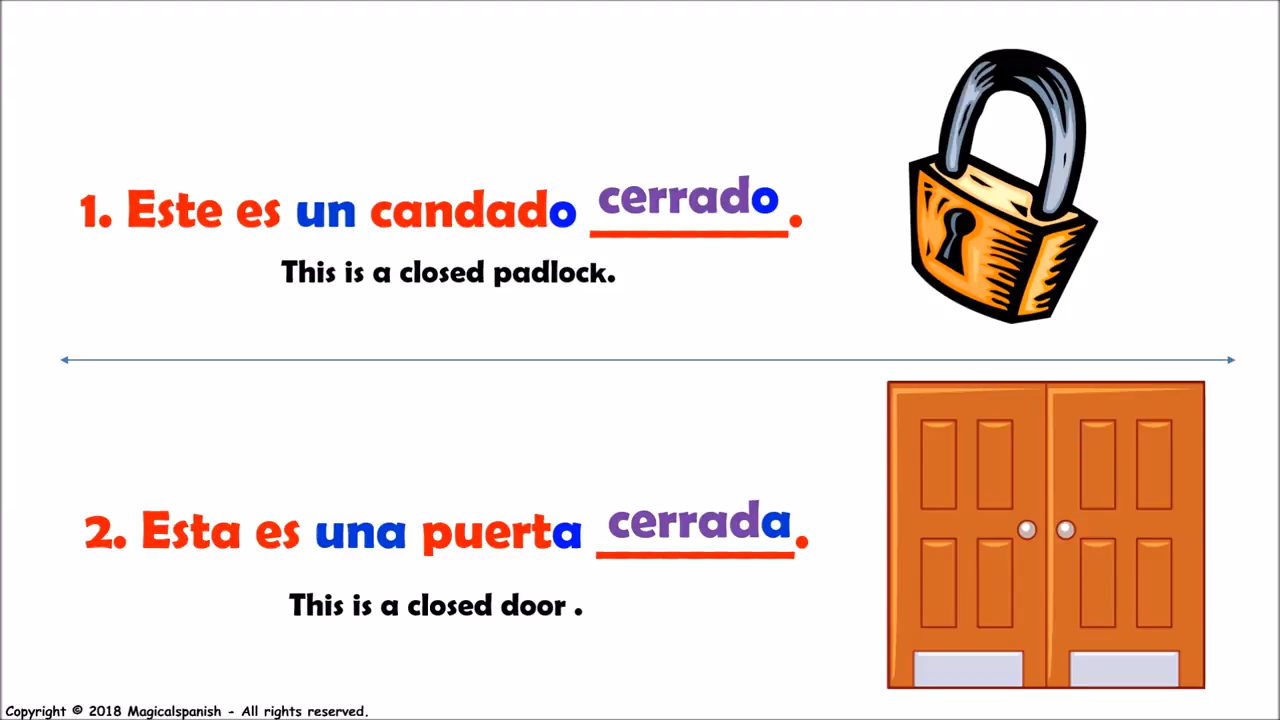 1. Este es un candado cerrado.
This is a closed padlock.
2. Esta es una puerta cerrada.
This is a closed door .
Copyright © 2018 Magicalspanish - All rights reserved.